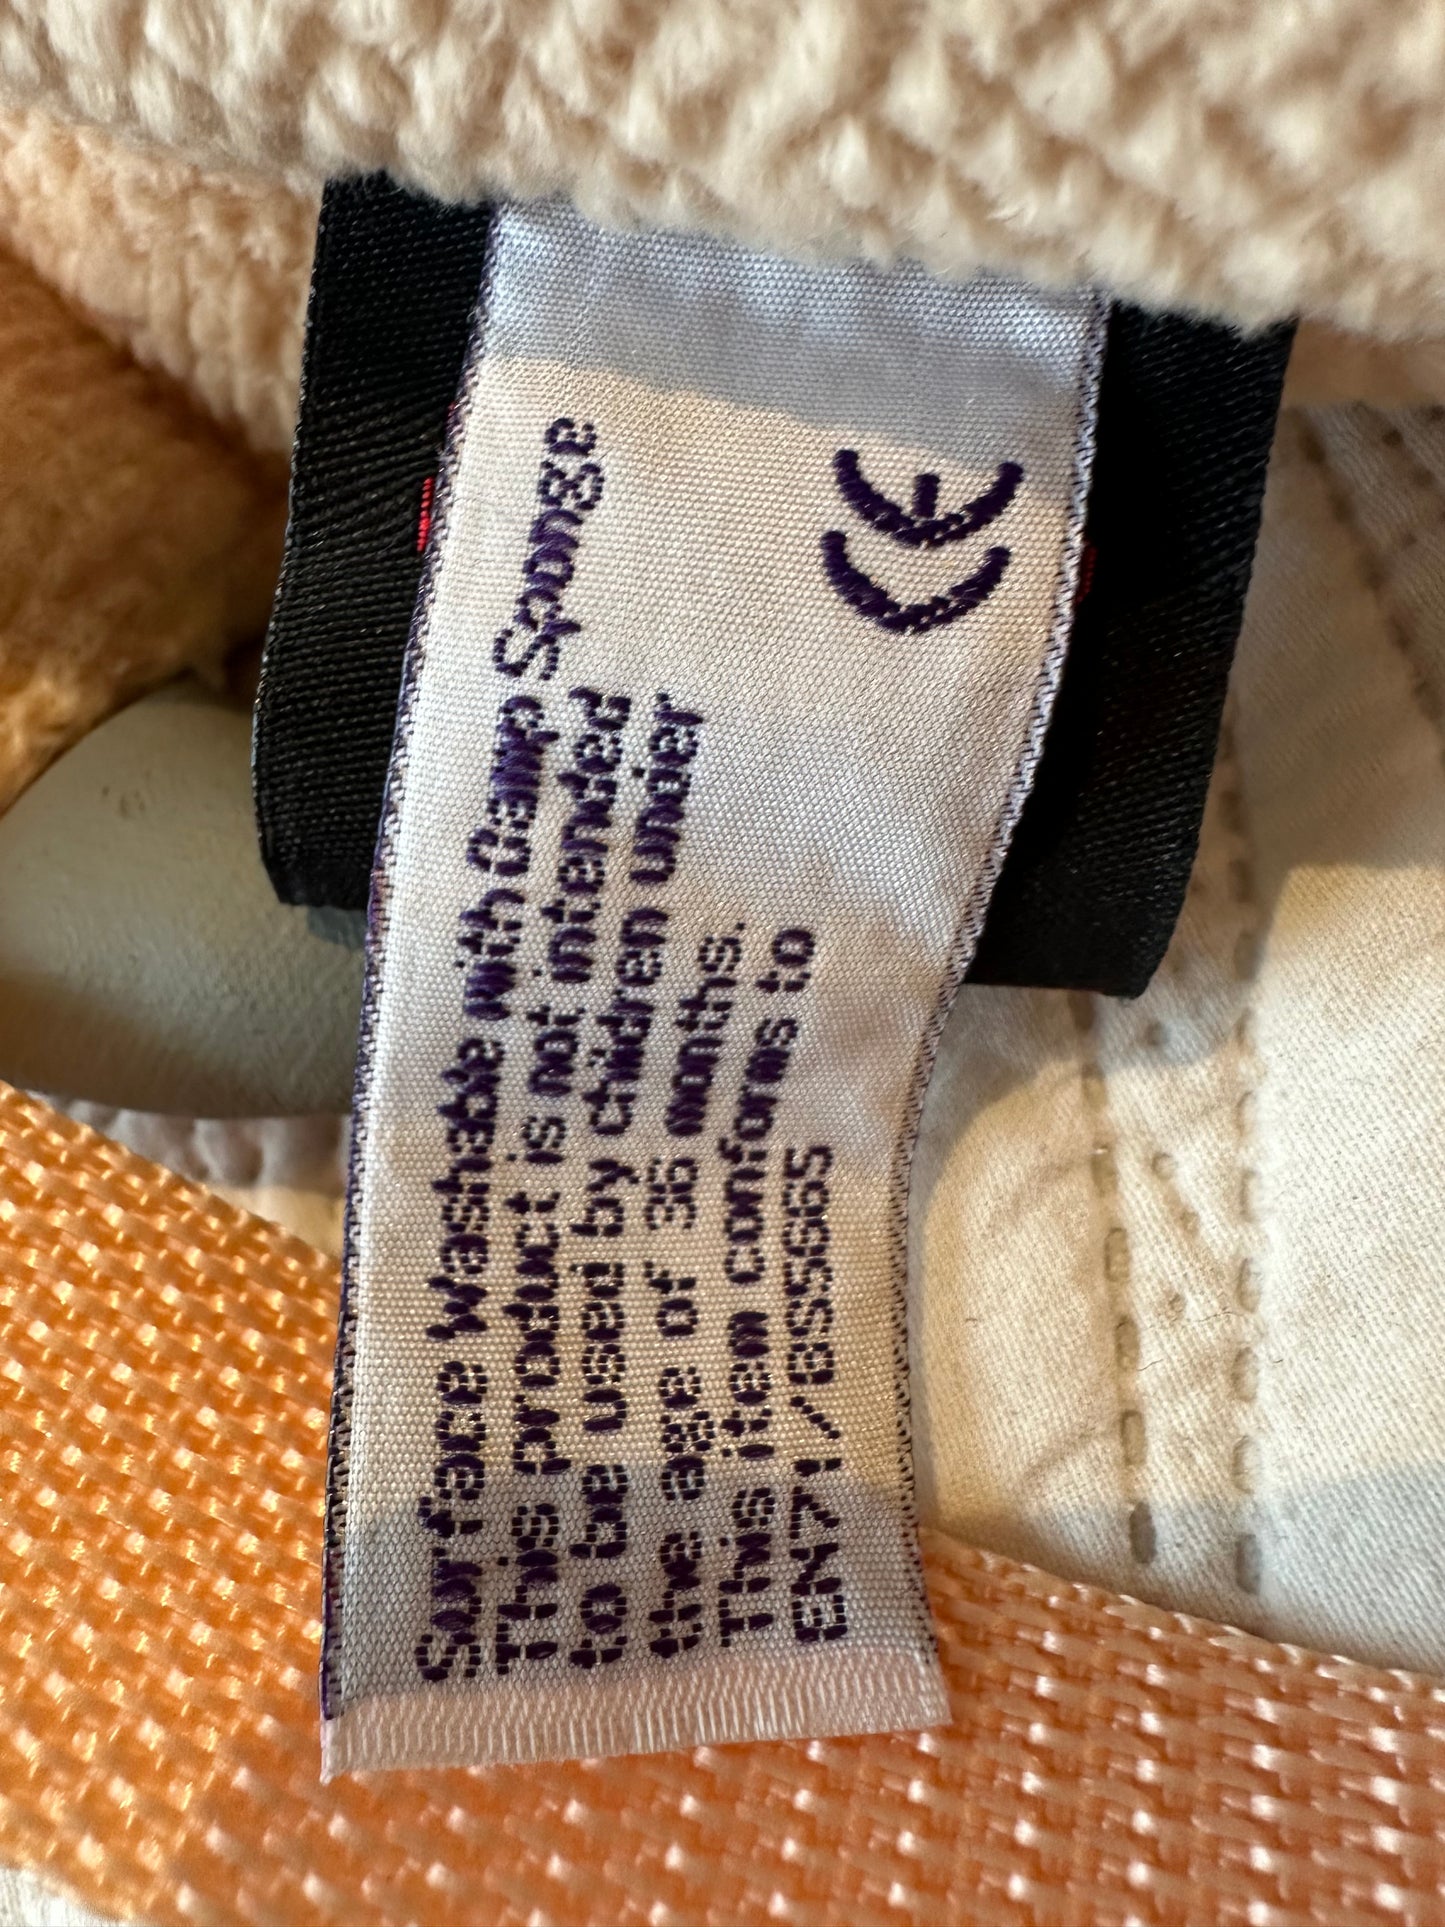 Surface Washable with Damp Sponge
This product is not intended
to be used by children under
the age of 36 months.
This item conforms to
EN71/BS5665
CE